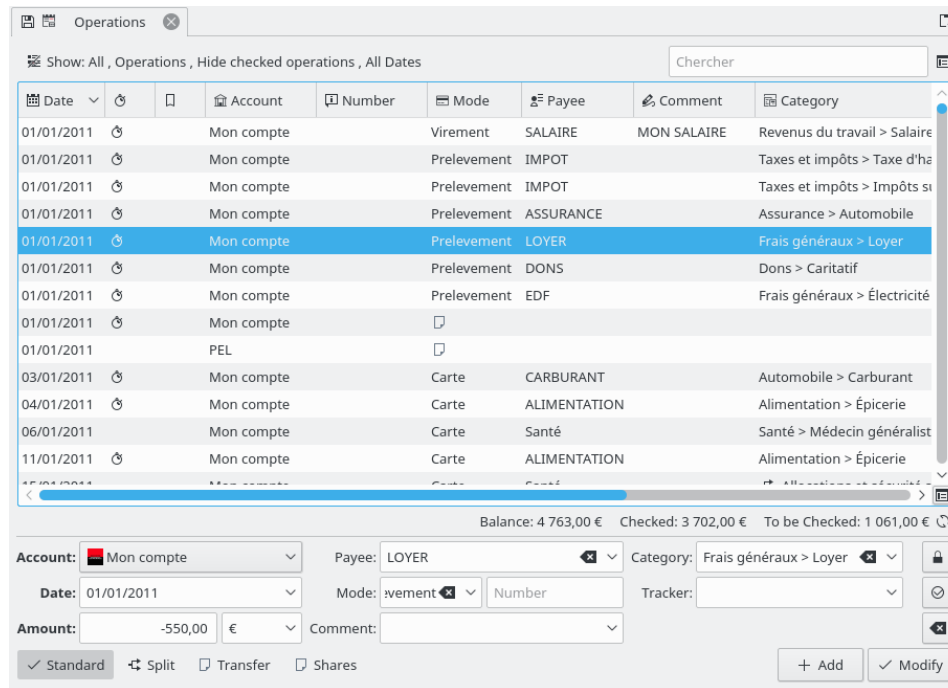 Operations
Show: All , Operations , Hide checked operations , All Dates Chercher
Date Account Number Mode Payee Comment Category
01/01/2011 Mon compte Virement SALAIRE MON SALAIRE Revenus du travail > Salaire
01/01/2011 Mon compte Prelevement IMPOT Taxes et impôts > Taxe d'ha
01/01/2011 Mon compte Prelevement IMPOT Taxes et impôts > Impôts su
01/01/2011 Mon compte Prelevement ASSURANCE Assurance > Automobile
01/01/2011 Mon compte Prelevement LOYER Frais généraux > Loyer
01/01/2011 Mon compte Prelevement DONS Dons > Caritatif
01/01/2011 Mon compte Prelevement EDF Frais généraux > Électricité
01/01/2011 Mon compte
01/01/2011 PEL
03/01/2011 Mon compte Carte CARBURANT Automobile > Carburant
04/01/2011 Mon compte Carte ALIMENTATION Alimentation > Épicerie
06/01/2011 Mon compte Carte Santé Santé > Médecin généralist
11/01/2011 Mon compte Carte ALIMENTATION Alimentation > Épicerie
15/01/2011 Mon compte Carte Santé
Balance: 4 763,00 € Checked: 3 702,00 € To be Checked: 1 061,00 €
Account: Mon compte Payee: LOYER Category: Frais généraux > Loyer
Date: 01/01/2011 Mode: evement Number Tracker:
Amount: -550,00 € Comment:
Standard Split Transfer Shares + Add Modify